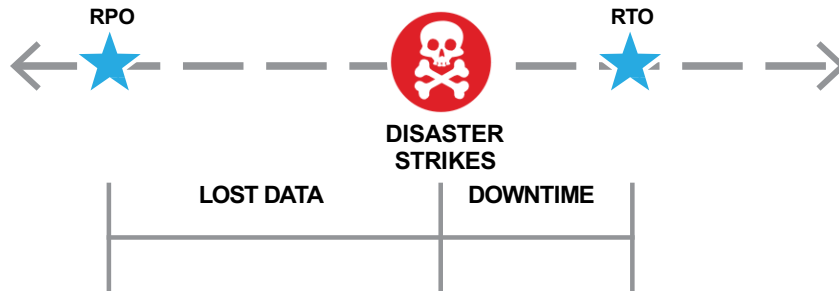 RPO
RTO
DISASTER
STRIKES
LOST DATA
DOWNTIME